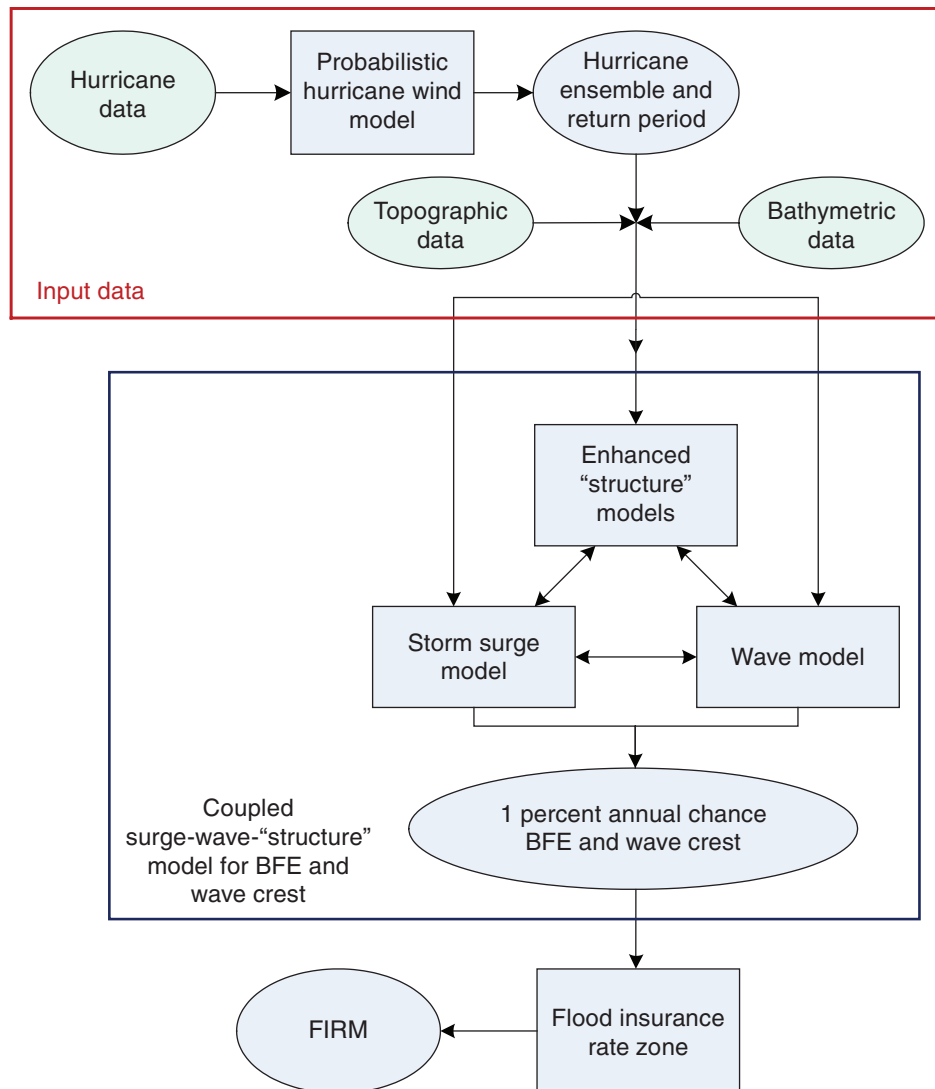 Hurricane
data
Probabilistic
hurricane wind
model
Hurricane
ensemble and
return period
Topographic
data
Bathymetric
data
Input data
Enhanced
“structure”
models
Storm surge
model
Wave model
1 percent annual chance
BFE and wave crest
Coupled
surge-wave-“structure”
model for BFE and
wave crest
FIRM
Flood insurance
rate zone